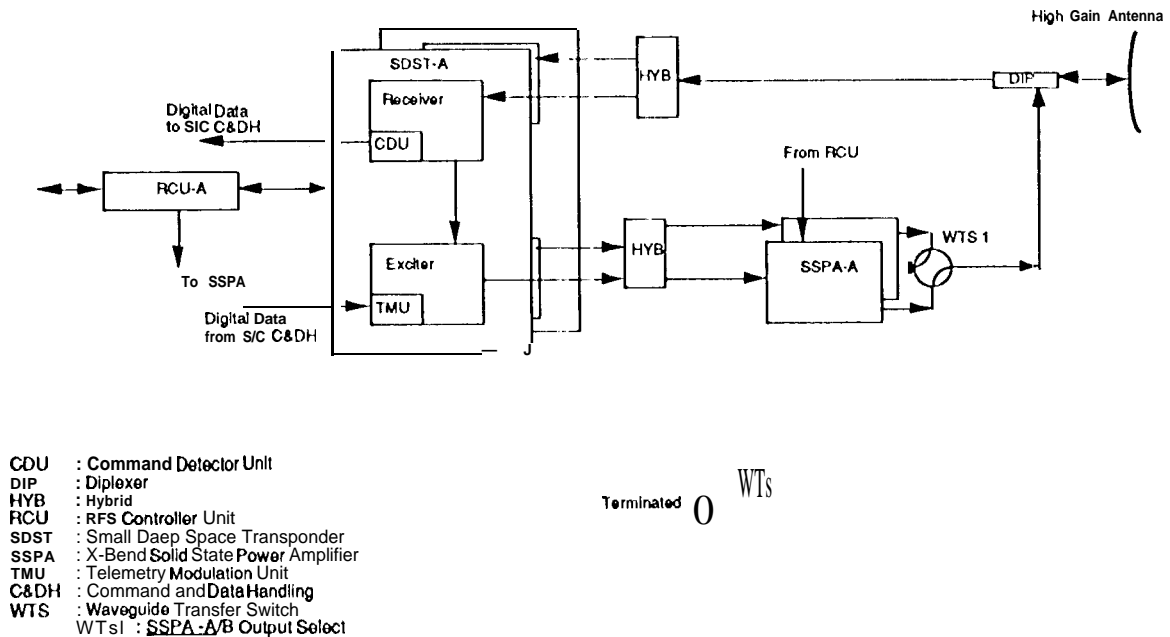 High Gain Antenna
SDST-A
HYB
DIP
Receiver
Digital Data
to SIC C&DH
CDU
From RCU
RCU-A
HYB
WTS 1
Exciter
SSPA-A
To SSPA
TMU
Digital Data
from S/C C&DH
J
CDU : Command Detector Unit
DIP : Diplexer
HYB : Hybrid
RCU : RFS Controller Unit
SDST : Small Daep Space Transponder
SSPA : X-Bend Solid State Power Amplifier
TMU : Telemetry Modulation Unit
C&DH : Command and Data Handling
WTS : Waveguide Transfer Switch
WTsI : SSPA-A/B Output Select
Terminated O WTs